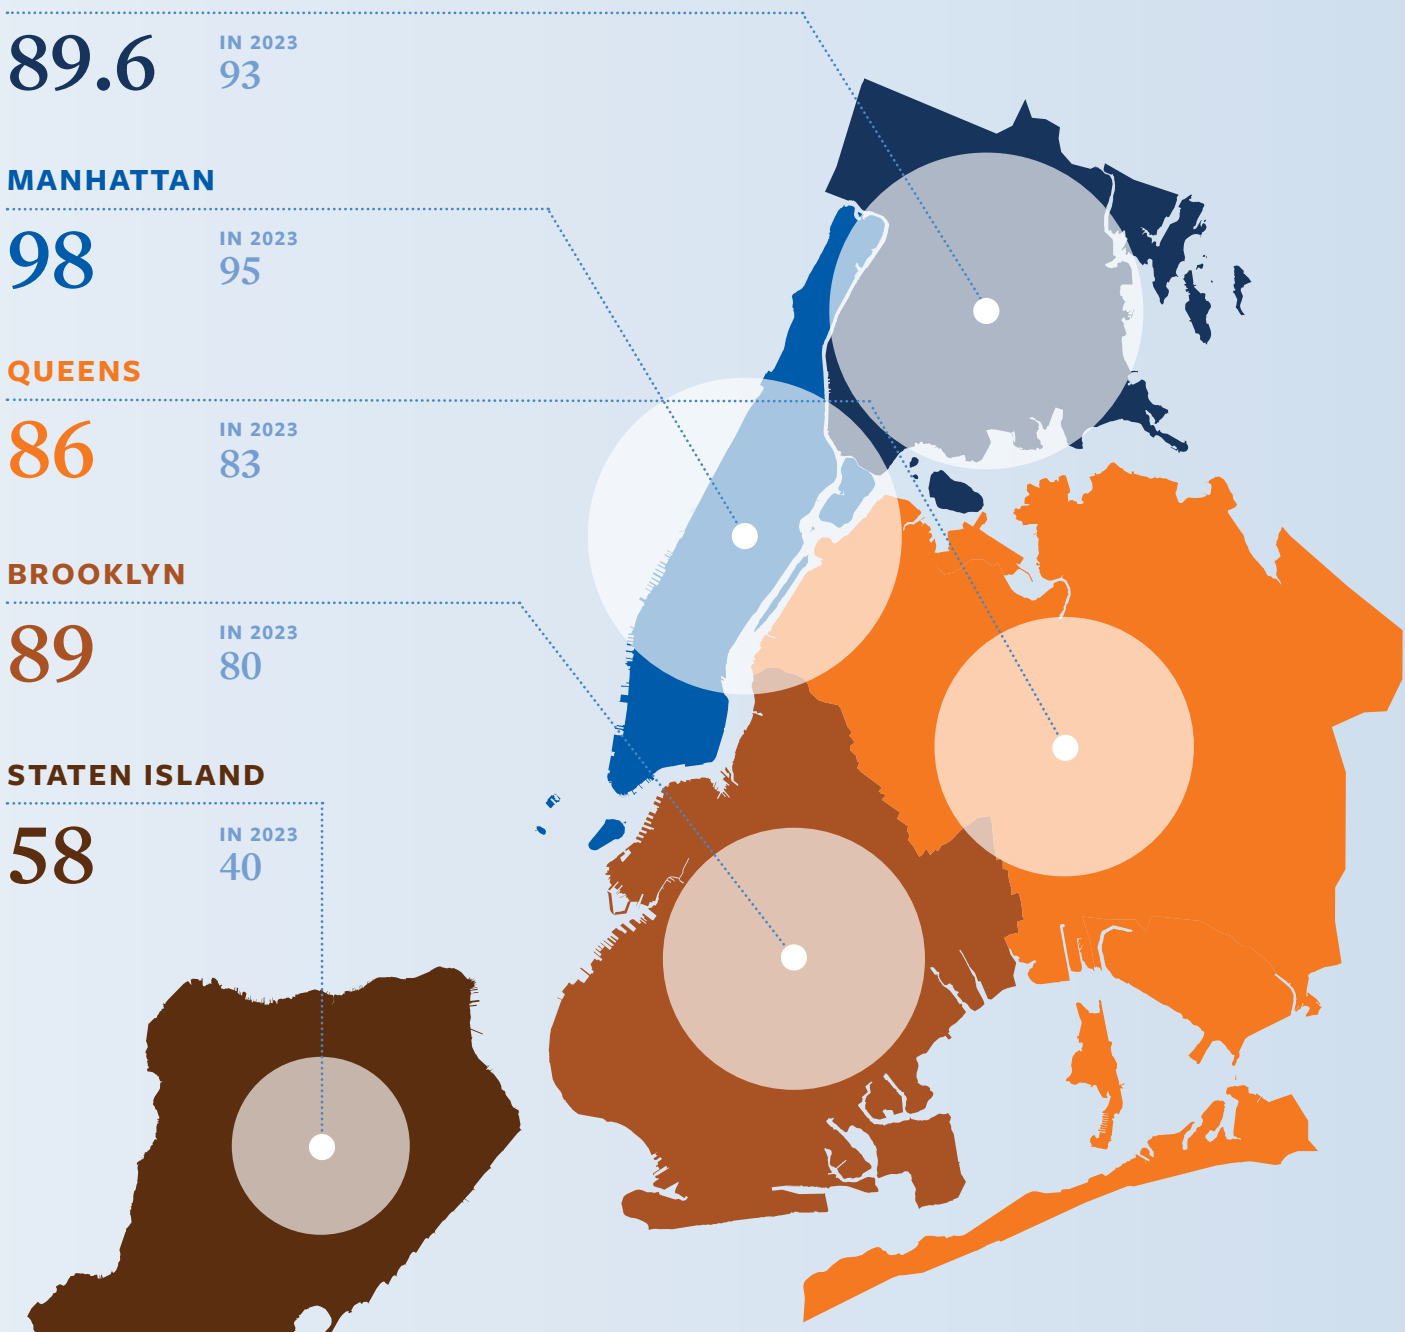 IN 2023
89.6 93
MANHATTAN
IN 2023
98 95
QUEENS
IN 2023
86 83
BROOKLYN
IN 2023
89 80
STATEN ISLAND
IN 2023
58 40